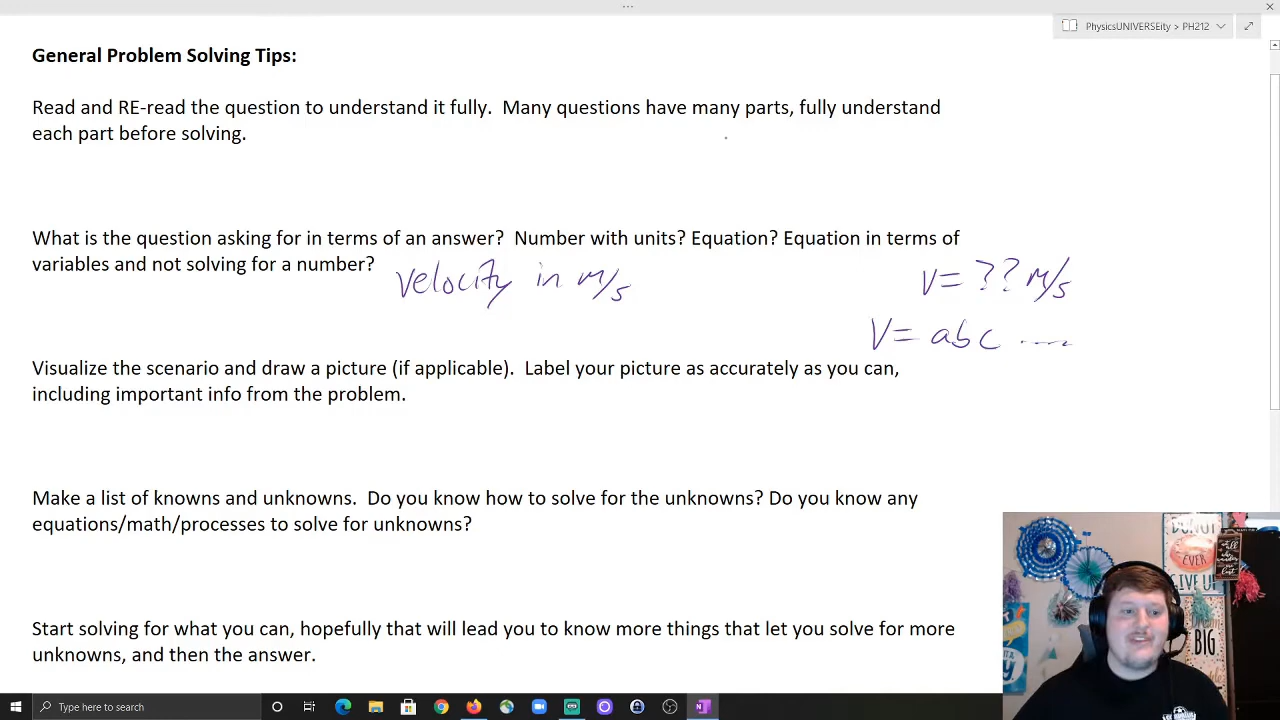 PhysicsUNIVERSEity > PH212
General Problem Solving Tips:
Read and RE-read the question to understand it fully.  Many questions have many parts, fully understand
each part before solving.
What is the question asking for in terms of an answer?  Number with units? Equation? Equation in terms of
variables and not solving for a number?
velocity in m/s
v= ?? m/s
V= abc ....
Visualize the scenario and draw a picture (if applicable).  Label your picture as accurately as you can,
including important info from the problem.
Make a list of knowns and unknowns.  Do you know how to solve for the unknowns? Do you know any
equations/math/processes to solve for unknowns?
Start solving for what you can, hopefully that will lead you to know more things that let you solve for more
unknowns, and then the answer.
DONUT
EVER
GIVE UP
DREAM
BIG
Type here to search